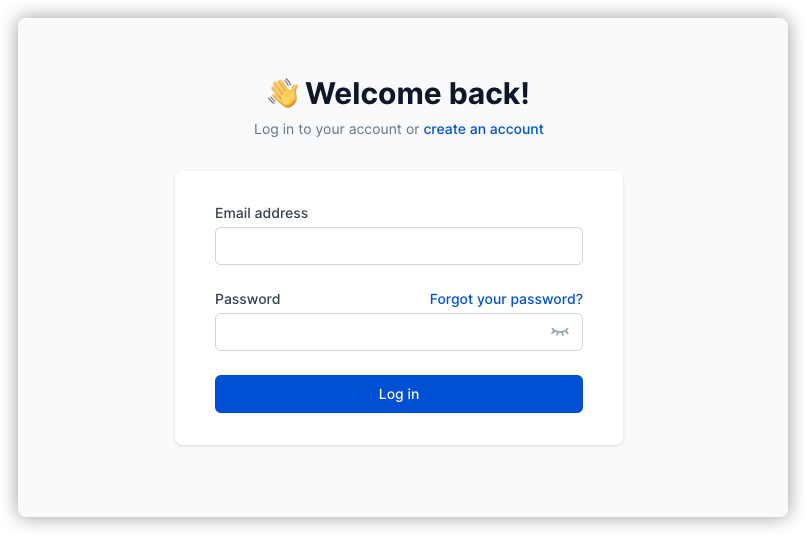 👋 Welcome back!
Log in to your account or create an account
Email address
Password Forgot your password?
Log in